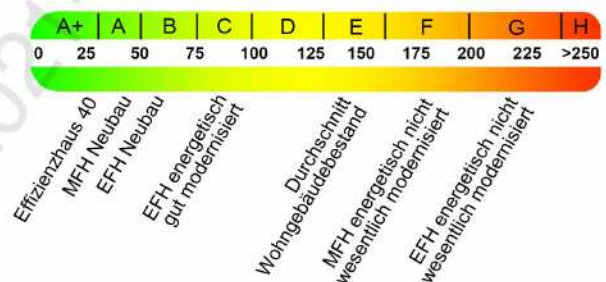 A+ A B C D E F G H
0 25 50 75 100 125 150 175 200 225 >250
Effizienzhaus 40
MFH Neubau
EFH Neubau
EFH energetisch
gut modernisiert
Durchschnitt
Wohngebäudebestand
MFH energetisch nicht
wesentlich modernisiert
EFH energetisch nicht
wesentlich modernisiert